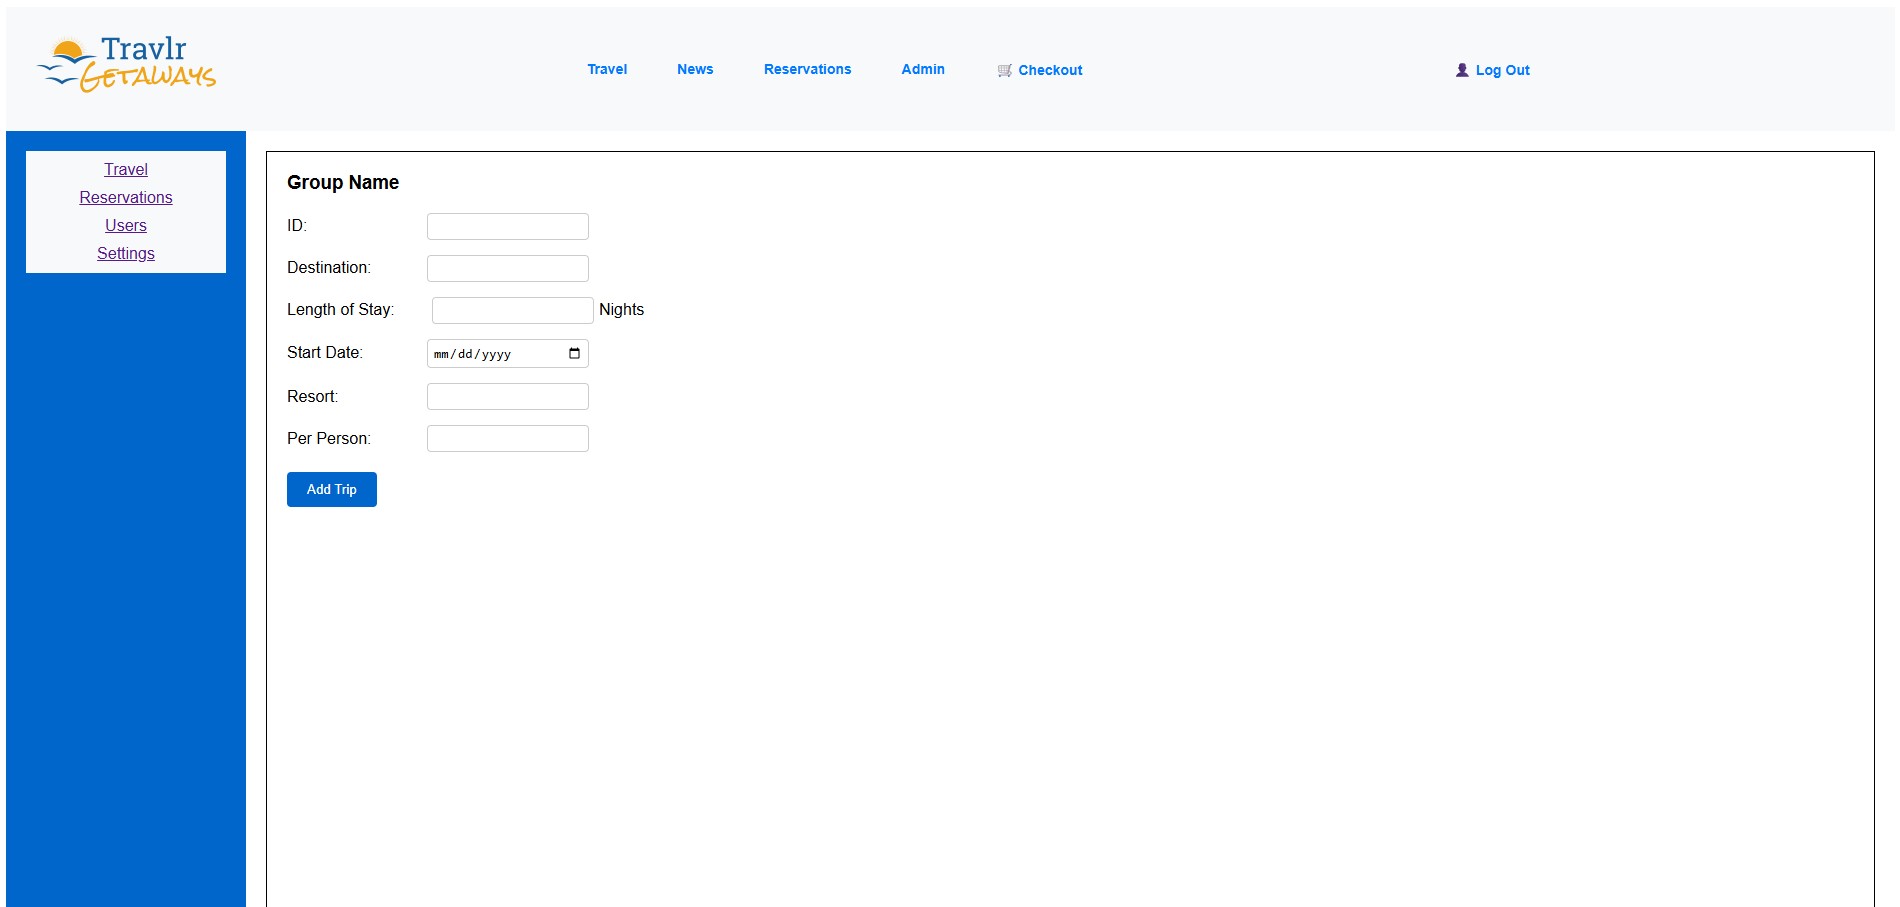 Travlr
Getaways
Travel News Reservations Admin 🛒 Checkout 👤 Log Out
Travel
Reservations
Users
Settings
Group Name
ID:
Destination:
Length of Stay: Nights
Start Date: mm/dd/yyyy
Resort:
Per Person:
Add Trip